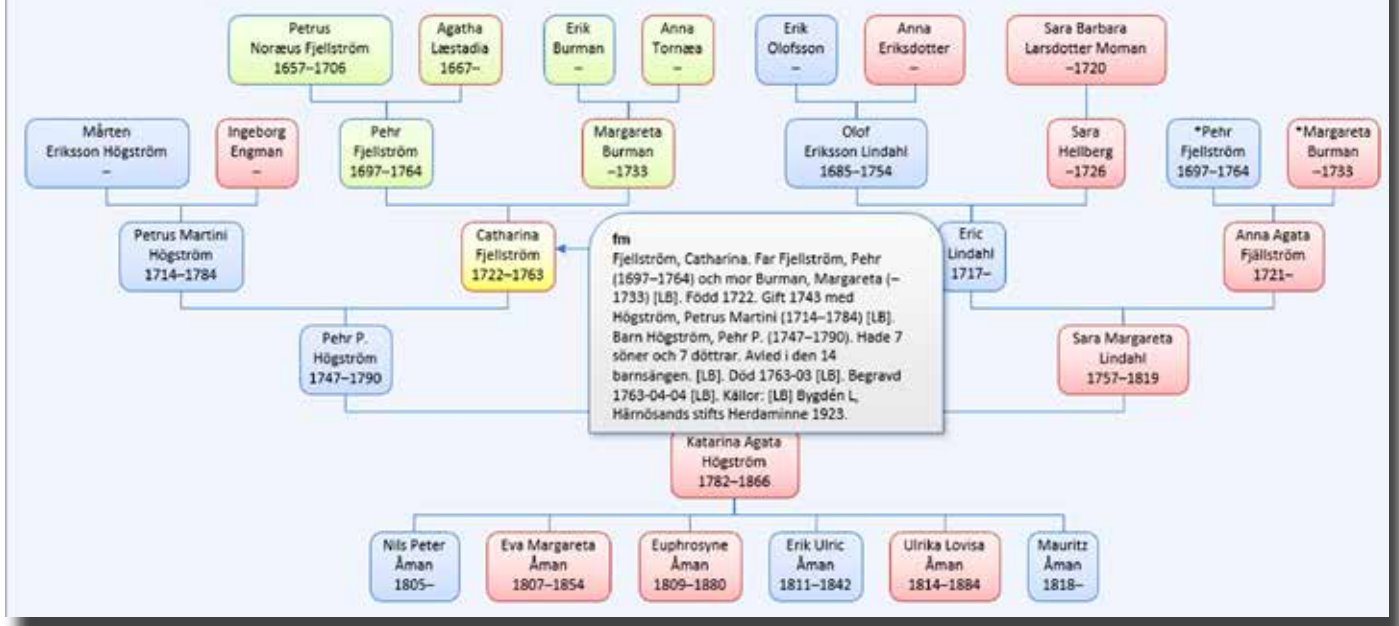 Petrus
Noræus Fjellström
1657–1706
Agatha
Læstadia
1667–
Erik
Burman
–
Anna
Tornæa
–
Erik
Olofsson
–
Anna
Eriksdotter
–
Sara Barbara
Larsdotter Moman
–1720
Mårten
Eriksson Högström
–
Ingeborg
Engman
–
Pehr
Fjellström
1697–1764
Margareta
Burman
–1733
Olof
Eriksson Lindahl
1685–1754
Sara
Hellberg
–1726
*Pehr
Fjellström
1697–1764
*Margareta
Burman
–1733
Petrus Martini
Högström
1714–1784
Catharina
Fjellström
1722–1763
fm
Fjellström, Catharina. Far Fjellström, Pehr
(1697–1764) och mor Burman, Margareta (–
1733) [LB]. Född 1722. Gift 1743 med
Högström, Petrus Martini (1714–1784) [LB].
Barn Högström, Pehr P. (1747–1790). Hade 7
söner och 7 döttrar. Avled i den 14
barnsängen. [LB]. Död 1763-03 [LB]. Begravd
1763-04-04 [LB]. Källor: [LB] Bygdén L,
Härnösands stifts Herdaminne 1923.
Eric
Lindahl
1717–
Anna Agata
Fjällström
1721–
Pehr P.
Högström
1747–1790
Sara Margareta
Lindahl
1757–1819
Katarina Agata
Högström
1782–1866
Nils Peter
Åman
1805–
Eva Margareta
Åman
1807–1854
Euphrosyne
Åman
1809–1880
Erik Ulric
Åman
1811–1842
Ulrika Lovisa
Åman
1814–1884
Mauritz
Åman
1818–